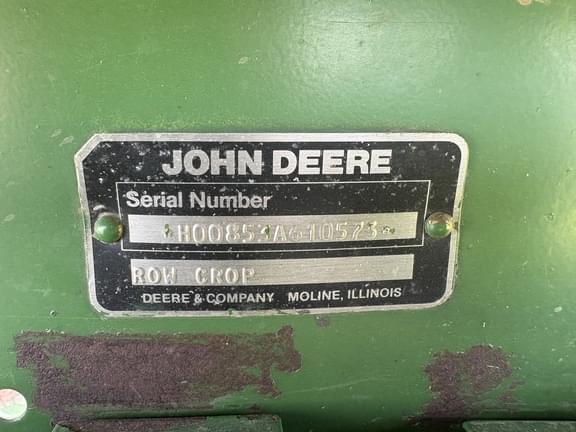 JOHN DEERE
Serial Number
*H00853A610573*
ROW CROP
DEERE & COMPANY MOLINE, ILLINOIS